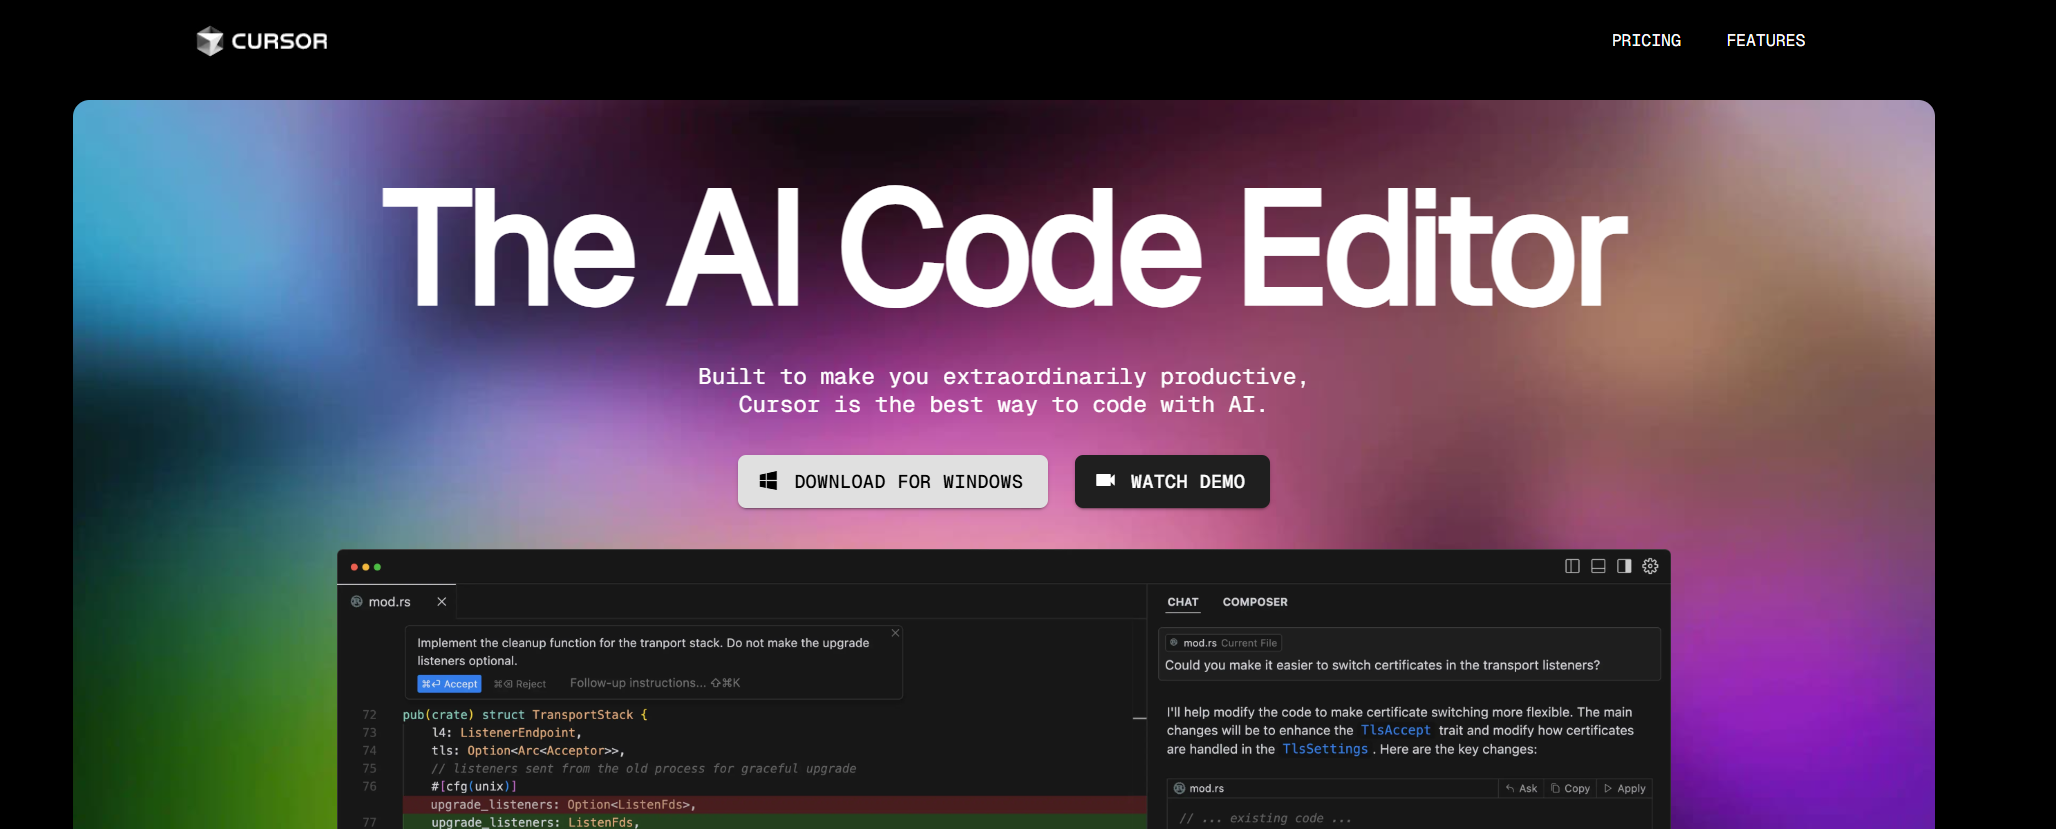 CURSOR
PRICING
FEATURES
The AI Code Editor
Built to make you extraordinarily productive,
Cursor is the best way to code with AI.
DOWNLOAD FOR WINDOWS
WATCH DEMO
mod.rs
Implement the cleanup function for the tranport stack. Do not make the upgrade
listeners optional.
⌘⏎ Accept ⌘⌫ Reject Follow-up instructions... ⇧⌘K
72 pub(crate) struct TransportStack {
73 l4: ListenerEndpoint,
74 tls: Option<Arc<Acceptor>>,
75 // listeners sent from the old process for graceful upgrade
76 #[cfg(unix)]
upgrade_listeners: Option<ListenFds>,
77 upgrade_listeners: ListenFds,
CHAT COMPOSER
mod.rs Current File
Could you make it easier to switch certificates in the transport listeners?
I'll help modify the code to make certificate switching more flexible. The main
changes will be to enhance the TlsAccept trait and modify how certificates
are handled in the TlsSettings. Here are the key changes:
mod.rs Ask Copy Apply
// ... existing code ...